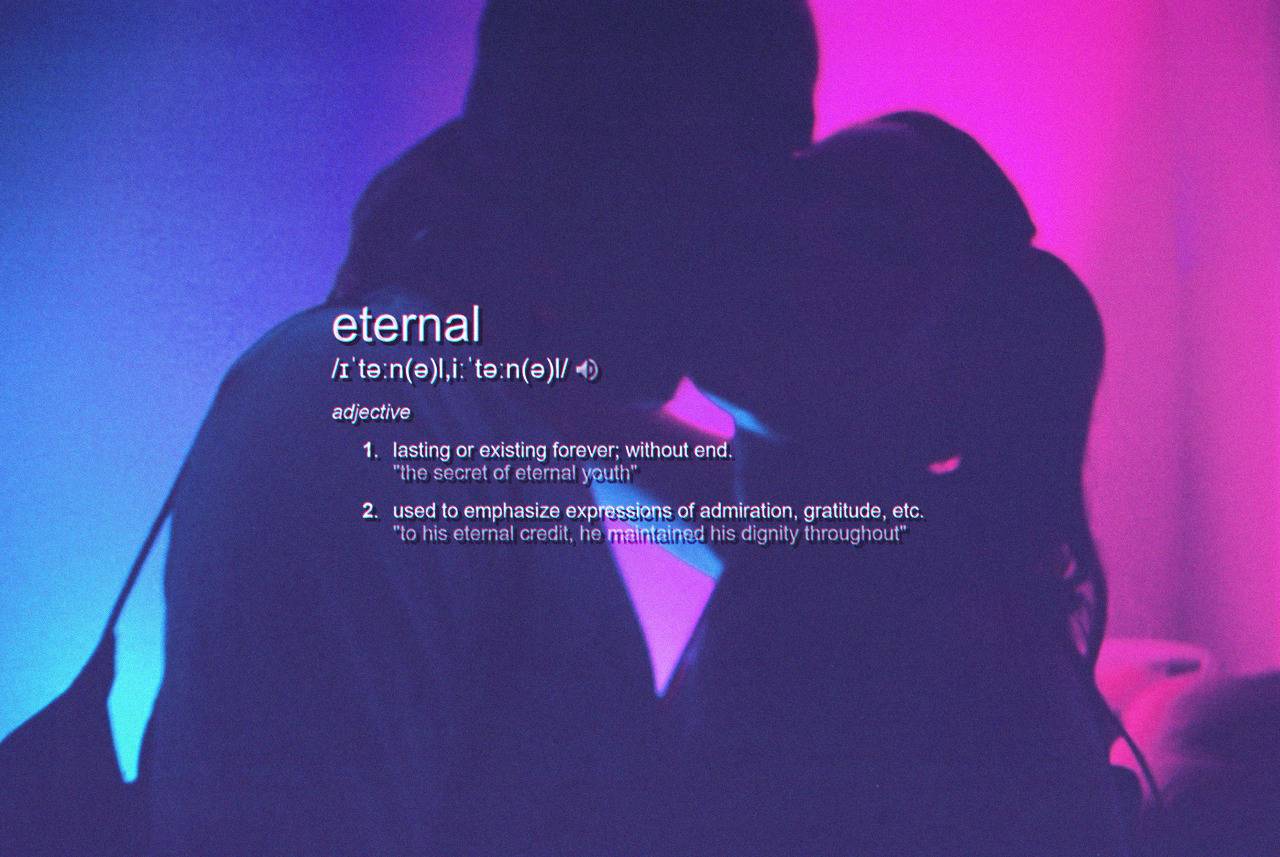 eternal
/ɪˈtəːn(ə)l,iːˈtəːn(ə)l/
adjective
1. lasting or existing forever; without end.
"the secret of eternal youth"
2. used to emphasize expressions of admiration, gratitude, etc.
"to his eternal credit, he maintained his dignity throughout"